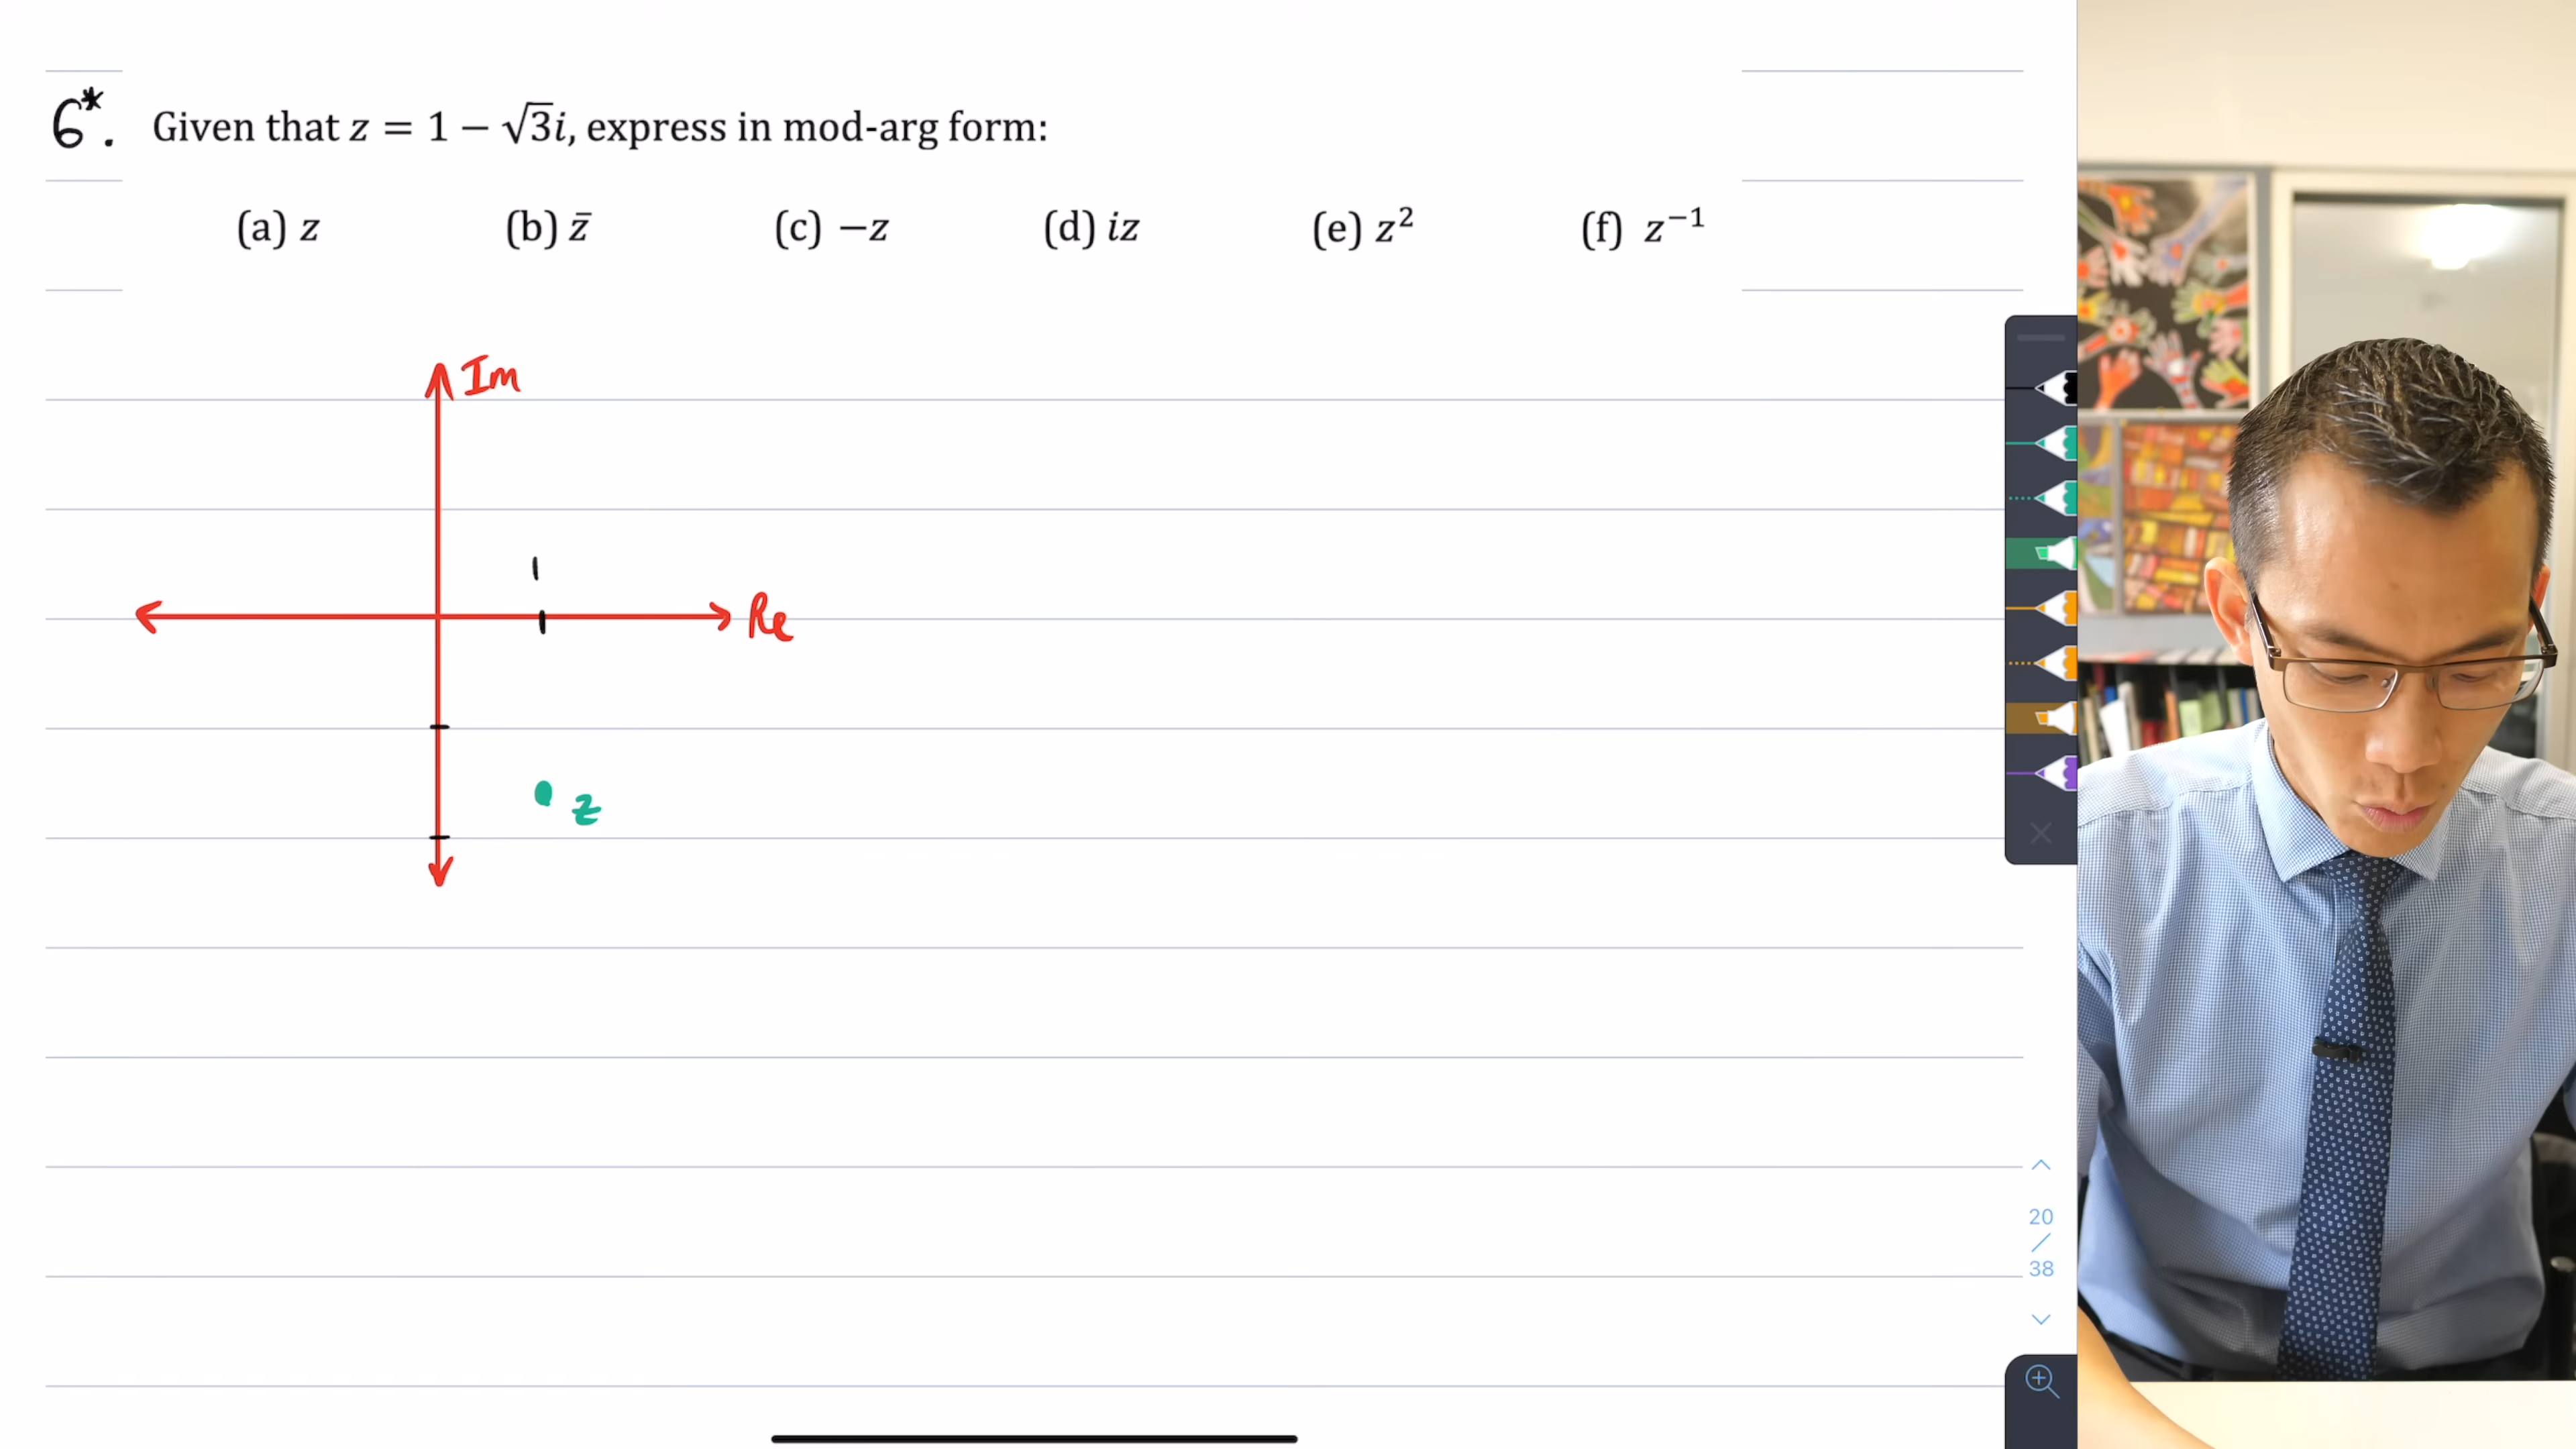 6*. Given that z = 1 − √3i, express in mod-arg form:
(a) z (b) z̄ (c) −z (d) iz (e) z² (f) z⁻¹
Im
1
Re
z
20
/
38